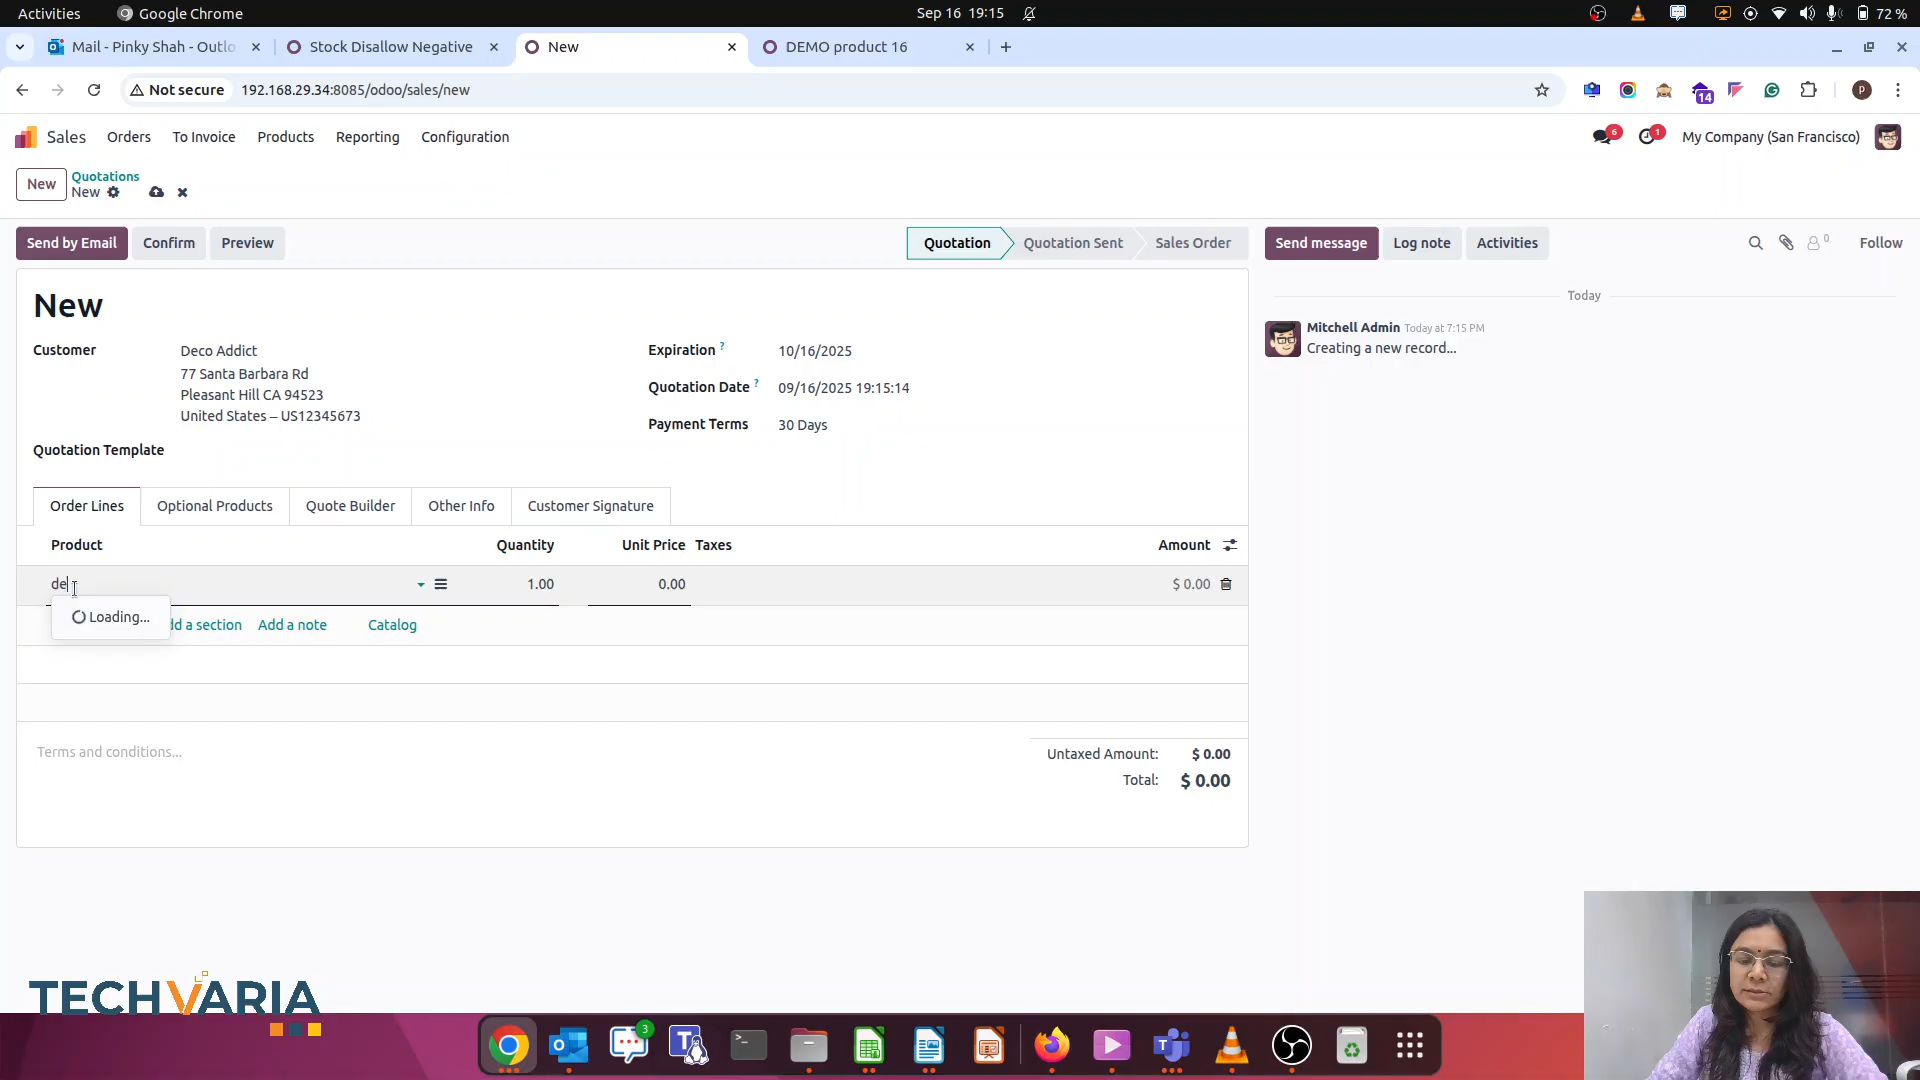 Activities Google Chrome Sep 16 19:15 72 %
Mail - Pinky Shah - Outlo Stock Disallow Negative New DEMO product 16
Not secure 192.168.29.34:8085/odoo/sales/new 14 p
Sales Orders To Invoice Products Reporting Configuration 6 1 My Company (San Francisco)
New Quotations
New
Send by Email Confirm Preview Quotation Quotation Sent Sales Order Send message Log note Activities 0 Follow
New
Today
Mitchell Admin Today at 7:15 PM
Creating a new record...
Customer Deco Addict Expiration ? 10/16/2025
77 Santa Barbara Rd
Pleasant Hill CA 94523 Quotation Date ? 09/16/2025 19:15:14
United States – US12345673 Payment Terms 30 Days
Quotation Template
Order Lines Optional Products Quote Builder Other Info Customer Signature
Product Quantity Unit Price Taxes Amount
de 1.00 0.00 $ 0.00
Loading... dd a section Add a note Catalog
Terms and conditions... Untaxed Amount: $ 0.00
Total: $ 0.00
TECHVARIA
3